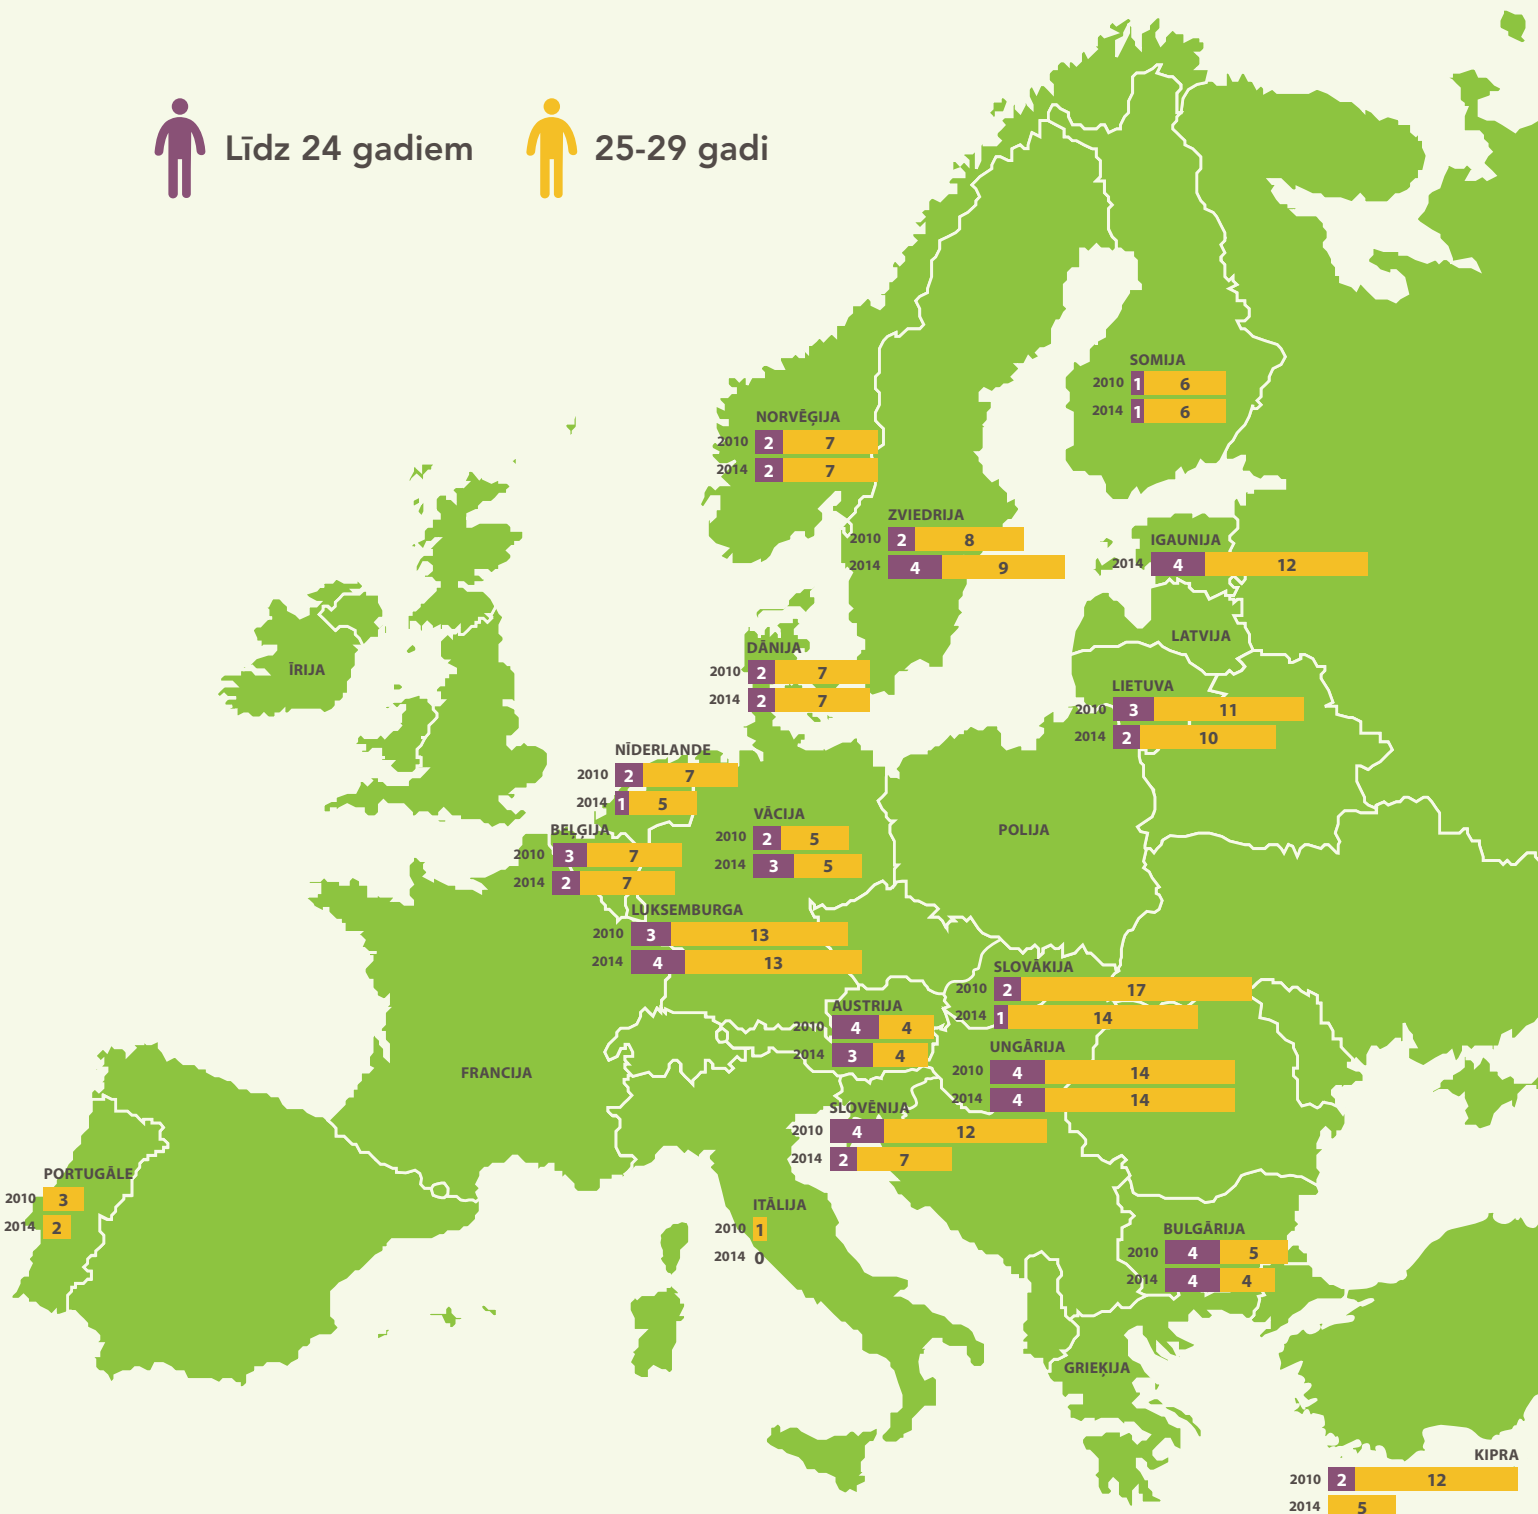 Līdz 24 gadiem
25-29 gadi
SOMIJA
2010 1 6
2014 1 6
NORVĒĢIJA
2010 2 7
2014 2 7
ZVIEDRIJA
2010 2 8
2014 4 9
IGAUNIJA
2014 4 12
LATVIJA
ĪRIJA
DĀNIJA
2010 2 7
2014 2 7
LIETUVA
2010 3 11
2014 2 10
NĪDERLANDE
2010 2 7
2014 1 5
VĀCIJA
2010 2 5
2014 3 5
BEĻĢIJA
2010 3 7
2014 2 7
POLIJA
LUKSEMBURGA
2010 3 13
2014 4 13
SLOVĀKIJA
2010 2 17
2014 1 14
AUSTRIJA
2010 4 4
2014 3 4
UNGĀRIJA
2010 4 14
2014 4 14
FRANCIJA
SLOVĒNIJA
2010 4 12
2014 2 7
PORTUGĀLE
2010 3
2014 2
ITĀLIJA
2010 1
2014 0
BULGĀRIJA
2010 4 5
2014 4 4
GRIEĶIJA
KIPRA
2010 2 12
2014 5